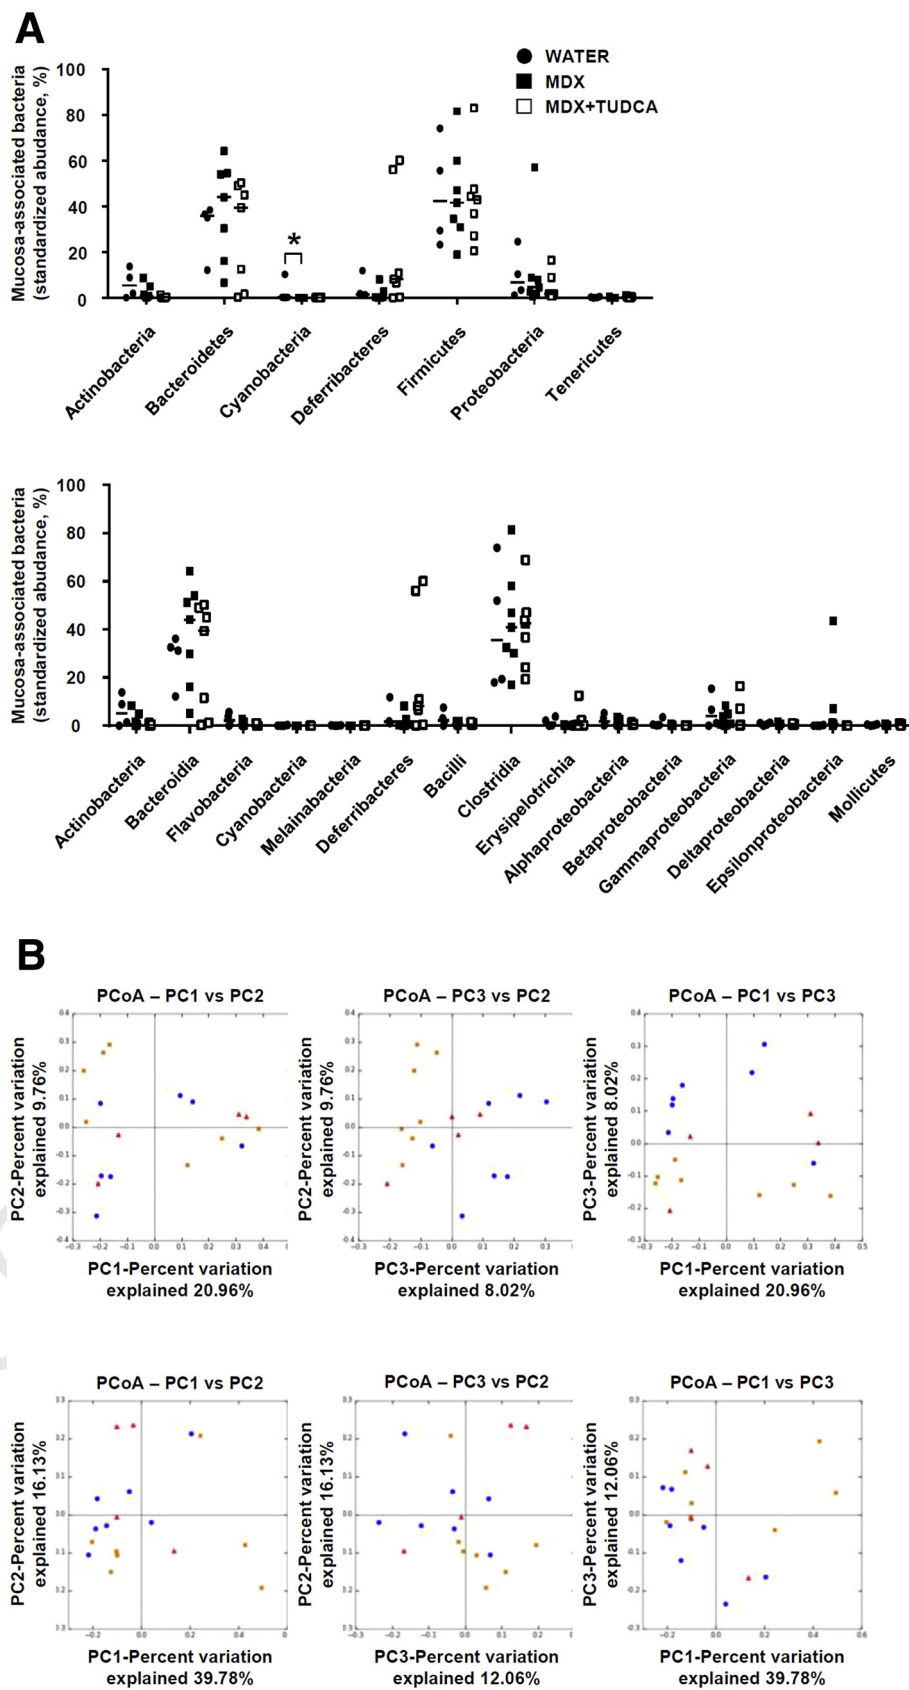 A
WATER
MDX
MDX+TUDCA
Mucosa-associated bacteria
(standardized abudance, %)
100
80
60
40
20
0
*
Actinobacteria
Bacteroidetes
Cyanobacteria
Deferribacteres
Firmicutes
Proteobacteria
Tenericutes
Mucosa-associated bacteria
(standardized abudance, %)
100
80
60
40
20
0
Actinobacteria
Bacteroidia
Flavobacteria
Cyanobacteria
Melainabacteria
Deferribacteres
Bacilli
Clostridia
Erysipelotrichia
Alphaproteobacteria
Betaproteobacteria
Gammaproteobacteria
Deltaproteobacteria
Epsilonproteobacteria
Mollicutes
B
PCoA – PC1 vs PC2
PC2-Percent variation
explained 9.76%
PC1-Percent variation
explained 20.96%
PCoA – PC3 vs PC2
PC2-Percent variation
explained 9.76%
PC3-Percent variation
explained 8.02%
PCoA – PC1 vs PC3
PC3-Percent variation
explained 8.02%
PC1-Percent variation
explained 20.96%
PCoA – PC1 vs PC2
PC2-Percent variation
explained 16.13%
PC1-Percent variation
explained 39.78%
PCoA – PC3 vs PC2
PC2-Percent variation
explained 16.13%
PC3-Percent variation
explained 12.06%
PCoA – PC1 vs PC3
PC3-Percent variation
explained 12.06%
PC1-Percent variation
explained 39.78%